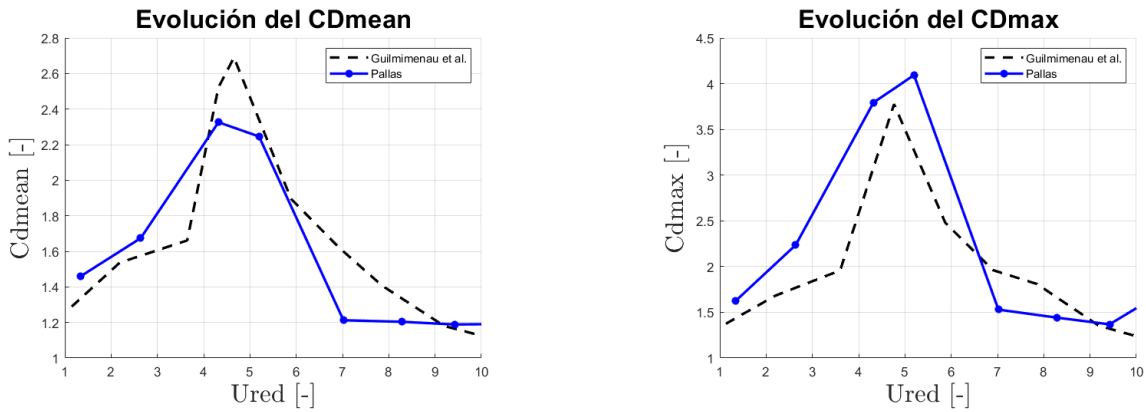 Evolución del CDmean
2.8
2.6
2.4
2.2
2
1.8
1.6
1.4
1.2
1
Cdmean [-]
1 2 3 4 5 6 7 8 9 10
Ured [-]
Guilmimenau et al.
Pallas
Evolución del CDmax
4.5
4
3.5
3
2.5
2
1.5
1
Cdmax [-]
1 2 3 4 5 6 7 8 9 10
Ured [-]
Guilmimenau et al.
Pallas